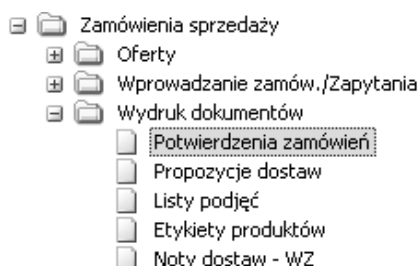 Zamówienia sprzedaży
Oferty
Wprowadzanie zamów./Zapytania
Wydruk dokumentów
Potwierdzenia zamówień
Propozycje dostaw
Listy podjęć
Etykiety produktów
Noty dostaw - WZ